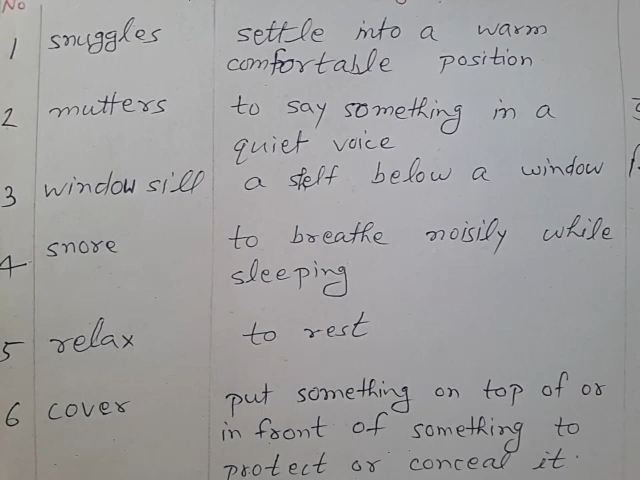 No
1 snuggles settle into a warm
comfortable position
2 mutters to say something in a
quiet voice
3 window sill a shelf below a window
4 snore to breathe noisily while
sleeping
5 relax to rest
6 cover put something on top of or
in front of something to
protect or conceal it.